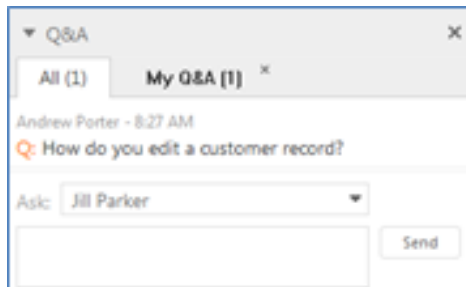 Q&A
All (1) My Q&A (1)
Andrew Porter - 8:27 AM
Q: How do you edit a customer record?
Ask: Jill Parker
Send